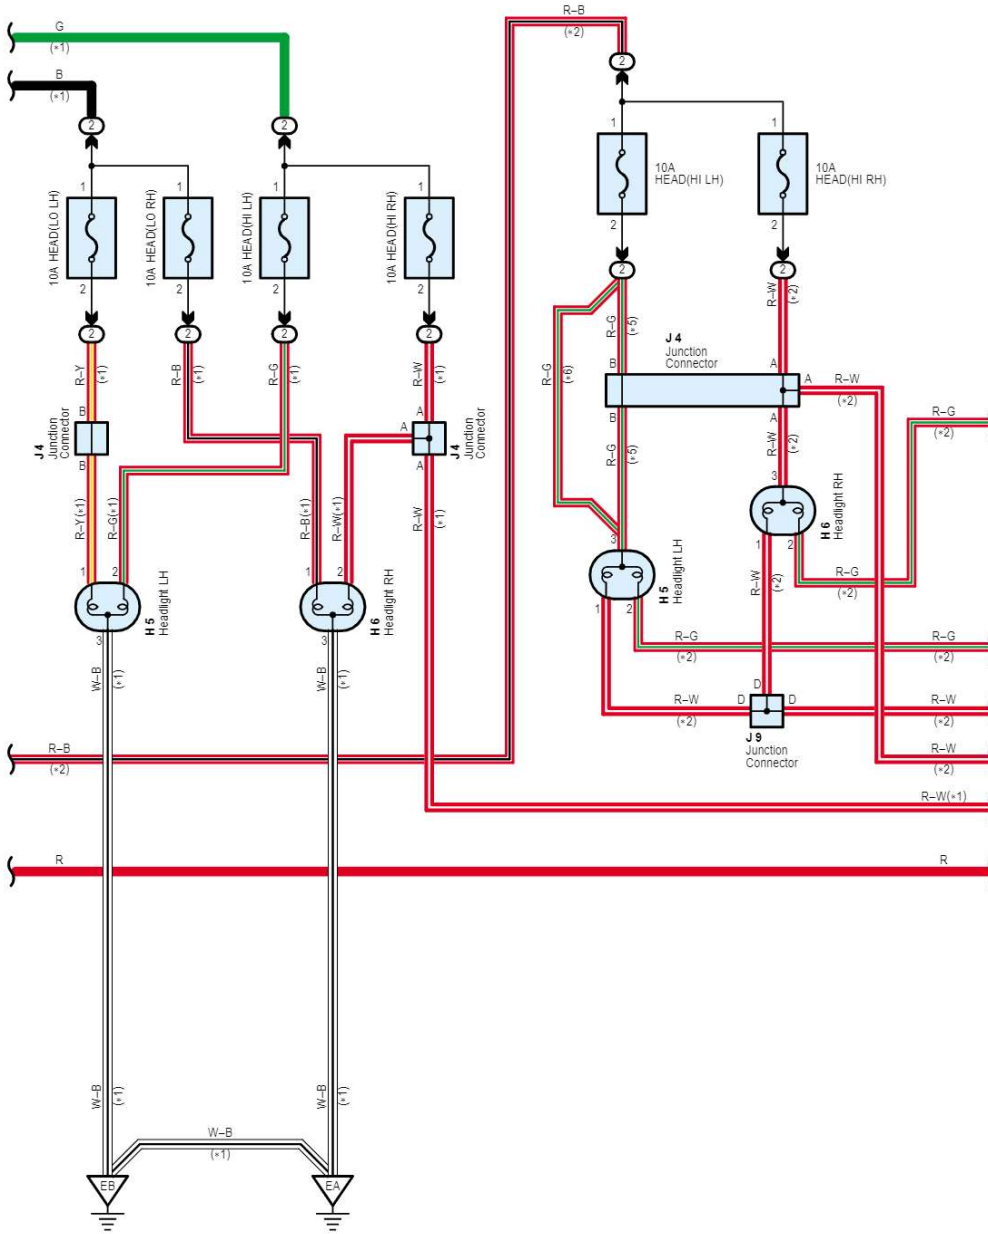 G
(*1)
B
(*1)
R–B
(*2)
2
2
2
1
1
1
1
1
1
10A HEAD(LO LH)
10A HEAD(LO RH)
10A HEAD(HI LH)
10A HEAD(HI RH)
10A
HEAD(HI LH)
10A
HEAD(HI RH)
2
2
2
2
2
2
2
2
2
2
2
2
R–Y
(*1)
R–B
(*1)
R–G
(*1)
R–W
(*1)
R–G
(*6)
R–G
(*5)
R–W
(*2)
J 4
Junction
Connector
B
B
J 4
Junction
Connector
A
A
A
J 4
Junction
Connector
B
B
A
A
A
R–W
(*2)
R–G
(*5)
R–W
(*2)
R–G
(*2)
R–Y(*1)
R–G(*1)
R–B(*1)
R–W(*1)
R–W
(*1)
1
2
3
H 5
Headlight LH
1
2
3
H 6
Headlight RH
3
1
2
H 5
Headlight LH
3
1
2
H 6
Headlight RH
R–W
(*2)
R–G
(*2)
R–G
(*2)
R–G
(*2)
W–B
(*1)
W–B
(*1)
R–W
(*2)
D
D
D
J 9
Junction
Connector
R–W
(*2)
R–B
(*2)
R–W
(*2)
R–W(*1)
R
R
W–B
(*1)
W–B
(*1)
W–B
(*1)
EB
EA